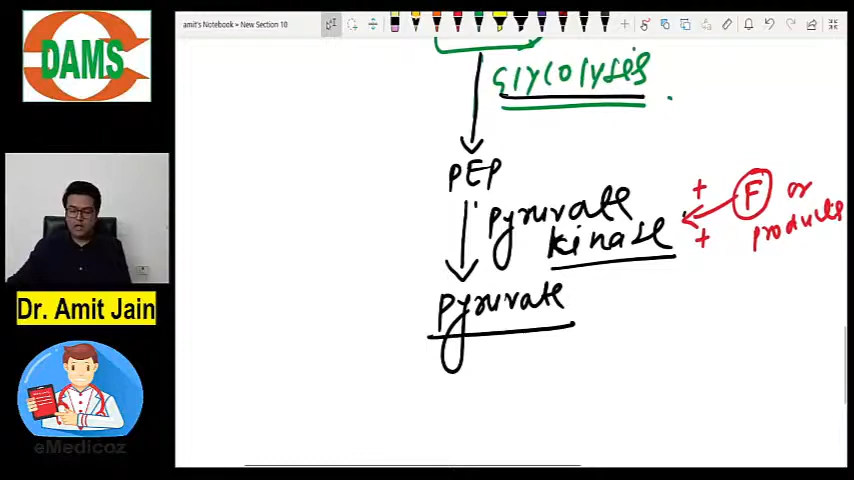 amit's Notebook > New Section 10
DAMS
Glycolysis
PEP
Pyruvate
kinase
+
+
F or
products
Pyruvate
Dr. Amit Jain
eMedicoz